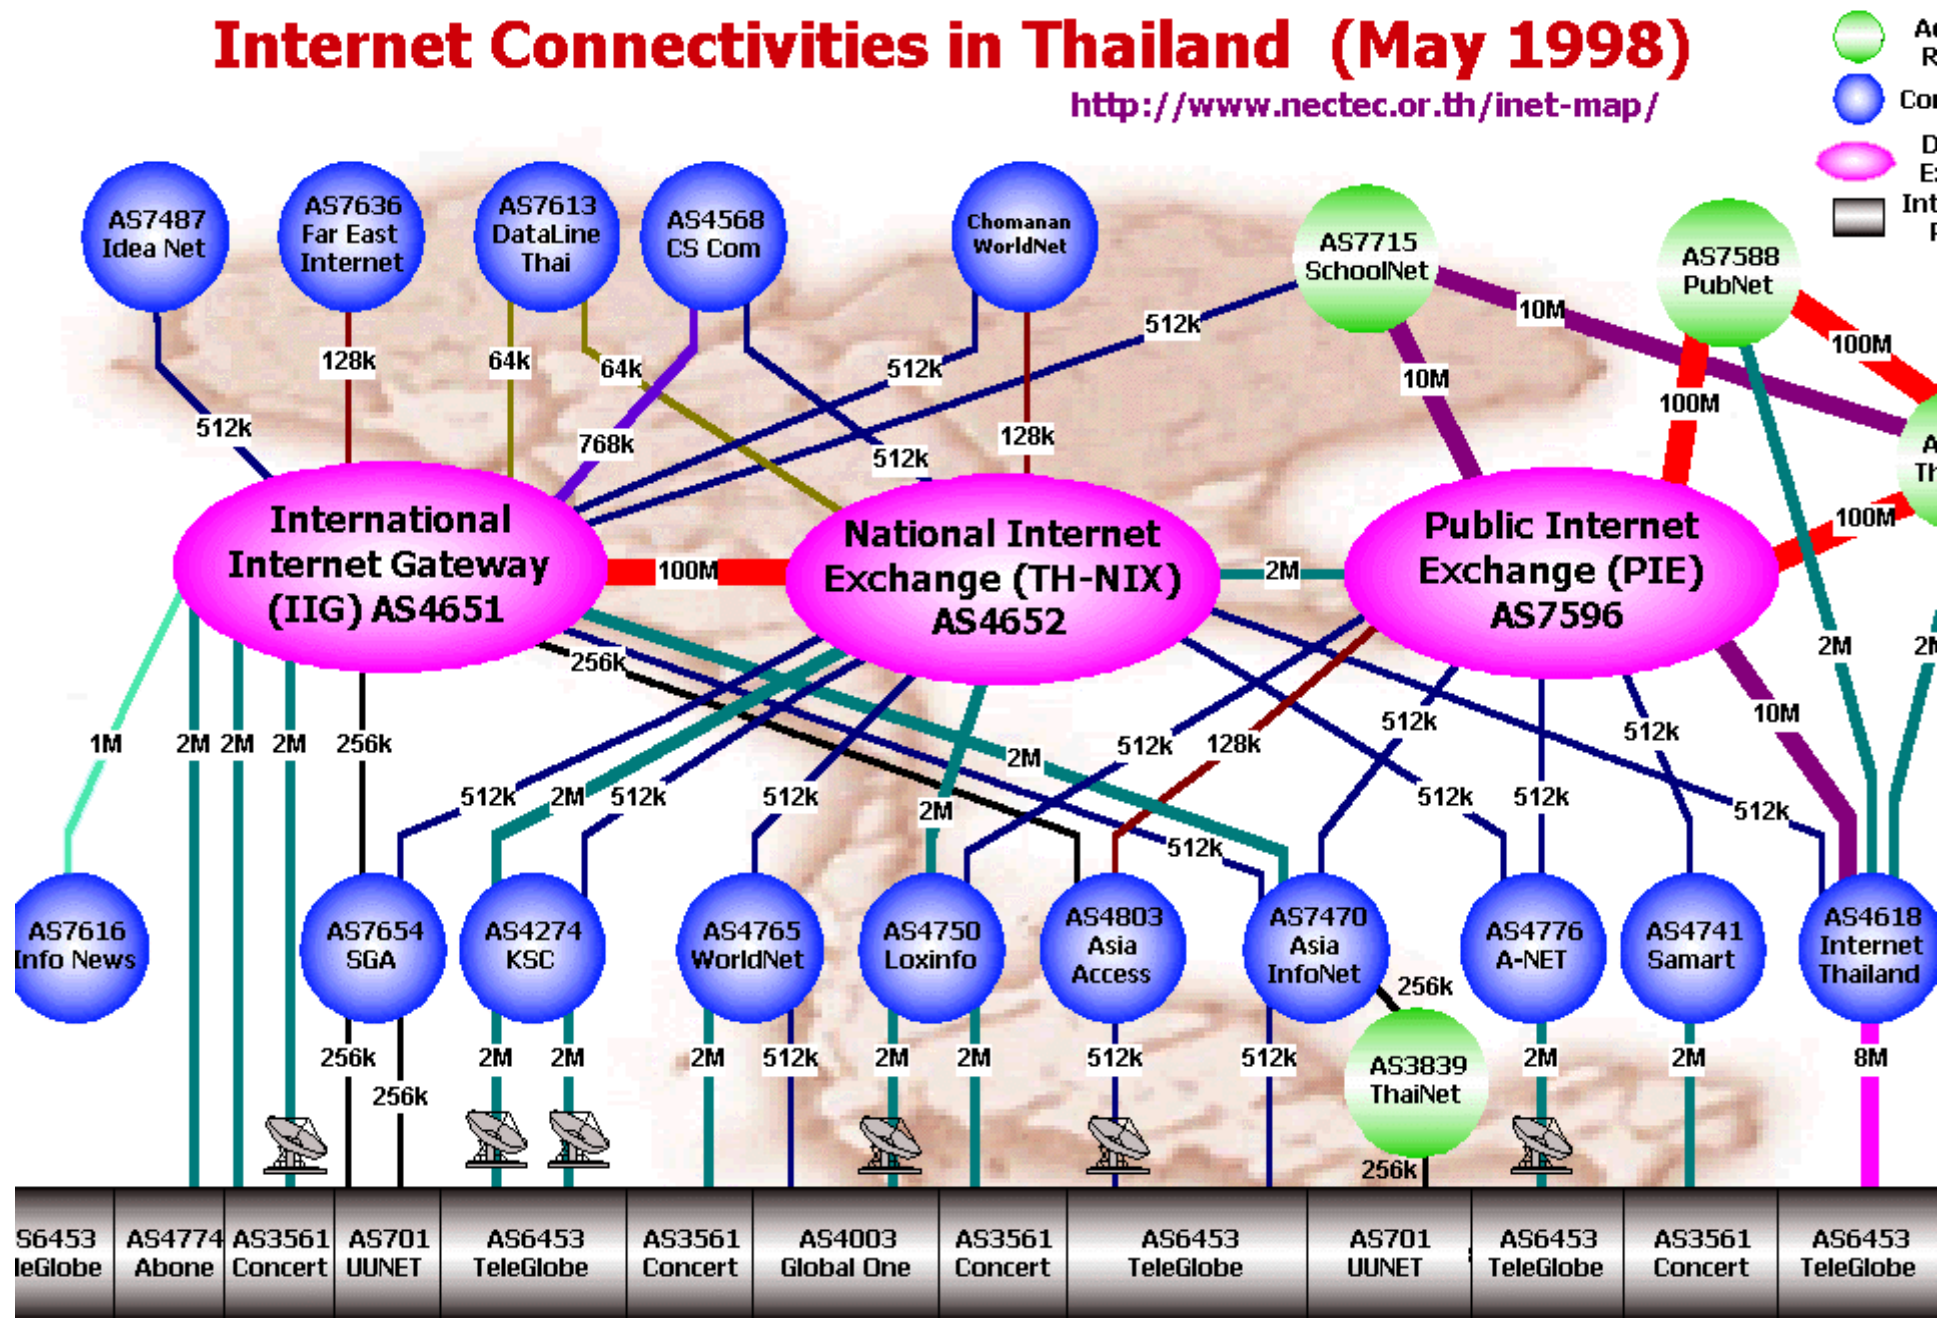 Internet Connectivities in Thailand (May 1998)
http://www.nectec.or.th/inet-map/
AS7487
Idea Net
AS7636
Far East
Internet
AS7613
DataLine
Thai
AS4568
CS Com
Chomanan
WorldNet
AS7715
SchoolNet
AS7588
PubNet
512k
128k
64k
64k
768k
512k
512k
128k
512k
10M
10M
100M
100M
100M
International
Internet Gateway
(IIG) AS4651
100M
National Internet
Exchange (TH-NIX)
AS4652
2M
Public Internet
Exchange (PIE)
AS7596
1M
2M
2M
2M
256k
256k
512k
2M
512k
512k
2M
2M
512k
512k
128k
512k
512k
512k
512k
512k
10M
2M
2M
AS7616
Info News
AS7654
SGA
AS4274
KSC
AS4765
WorldNet
AS4750
Loxinfo
AS4803
Asia
Access
AS7470
Asia
InfoNet
AS4776
A-NET
AS4741
Samart
AS4618
Internet
Thailand
256k
AS3839
ThaiNet
256k
256k
256k
2M
2M
2M
512k
2M
2M
512k
512k
2M
2M
8M
S6453
leGlobe
AS4774
Abone
AS3561
Concert
AS701
UUNET
AS6453
TeleGlobe
AS3561
Concert
AS4003
Global One
AS3561
Concert
AS6453
TeleGlobe
AS701
UUNET
AS6453
TeleGlobe
AS3561
Concert
AS6453
TeleGlobe